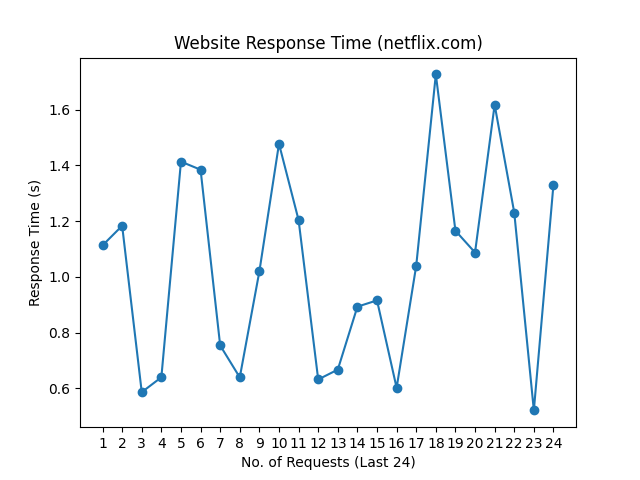 Website Response Time (netflix.com)
Response Time (s)
1.6
1.4
1.2
1.0
0.8
0.6
1 2 3 4 5 6 7 8 9 10 11 12 13 14 15 16 17 18 19 20 21 22 23 24
No. of Requests (Last 24)